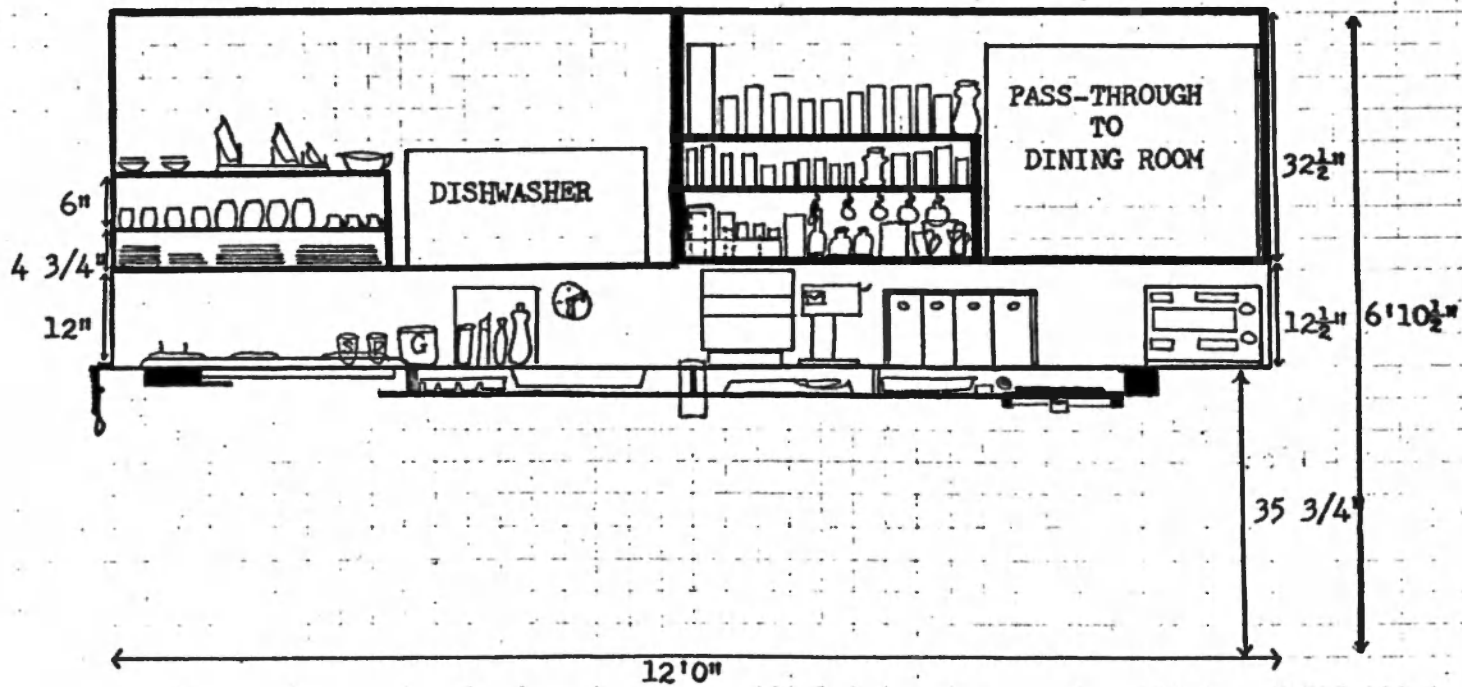 PASS-THROUGH
TO
DINING ROOM
32½"
DISHWASHER
6"
4 3/4"
12"
G
12½"
6'10½"
35 3/4"
12'0"